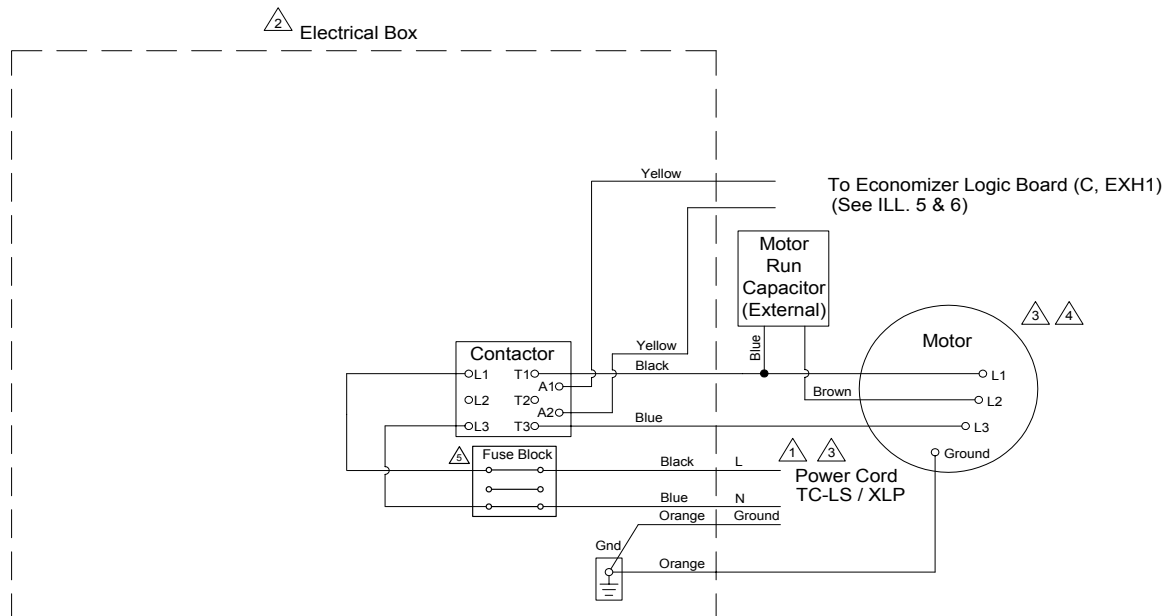 2
Electrical Box
Yellow
To Economizer Logic Board (C, EXH1)
(See ILL. 5 & 6)
Motor
Run
Capacitor
(External)
3 4
Motor
Yellow
Blue
Contactor
Black
L1 T1
L1
A1
Brown
L2 T2
L2
A2
Blue
L3 T3
L3
Ground
5
Fuse Block
1 3
Black L
Power Cord
TC-LS / XLP
Blue N
Orange Ground
Gnd
Orange